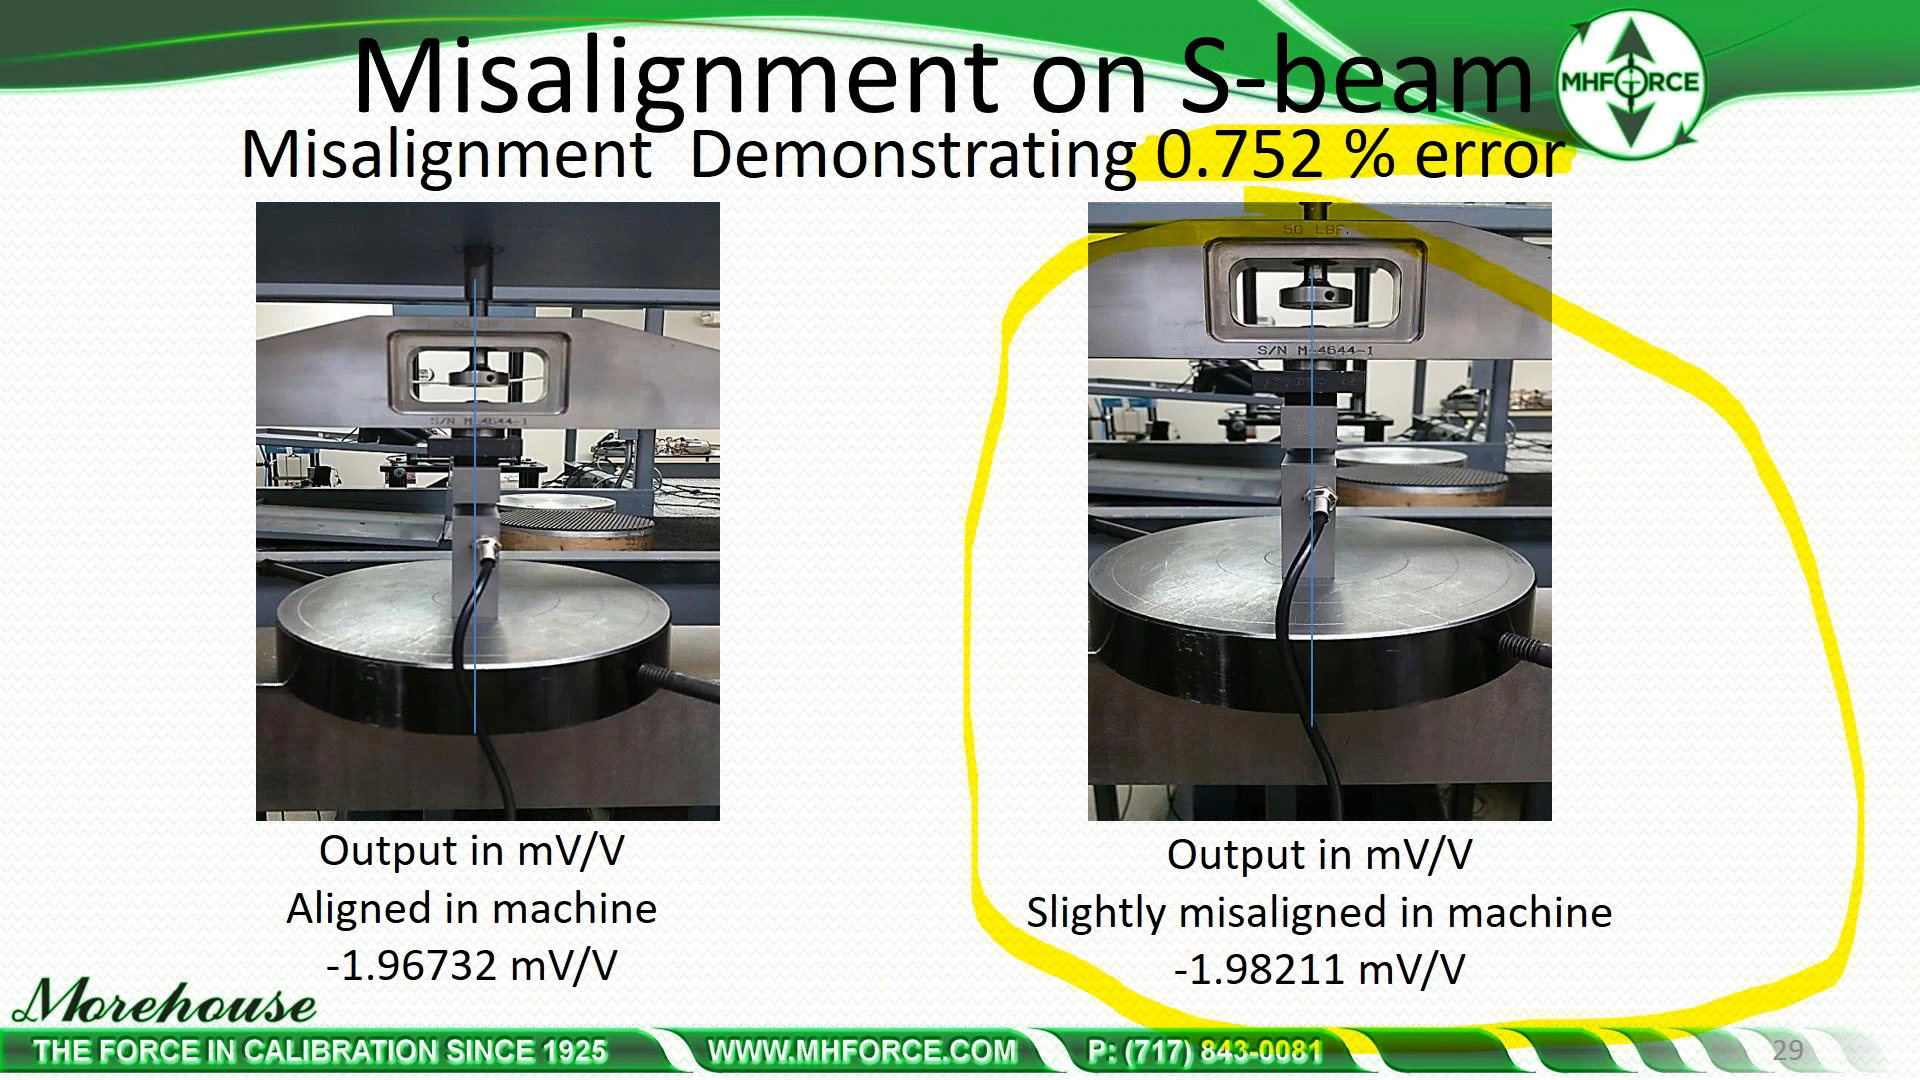 Misalignment on S-beam
MHFORCE
Misalignment Demonstrating 0.752 % error
50 LBF.
S/N M-4644-1
S/N M-4644-1
Output in mV/V
Aligned in machine
-1.96732 mV/V
Output in mV/V
Slightly misaligned in machine
-1.98211 mV/V
Morehouse
THE FORCE IN CALIBRATION SINCE 1925
WWW.MHFORCE.COM
P: (717) 843-0081
29